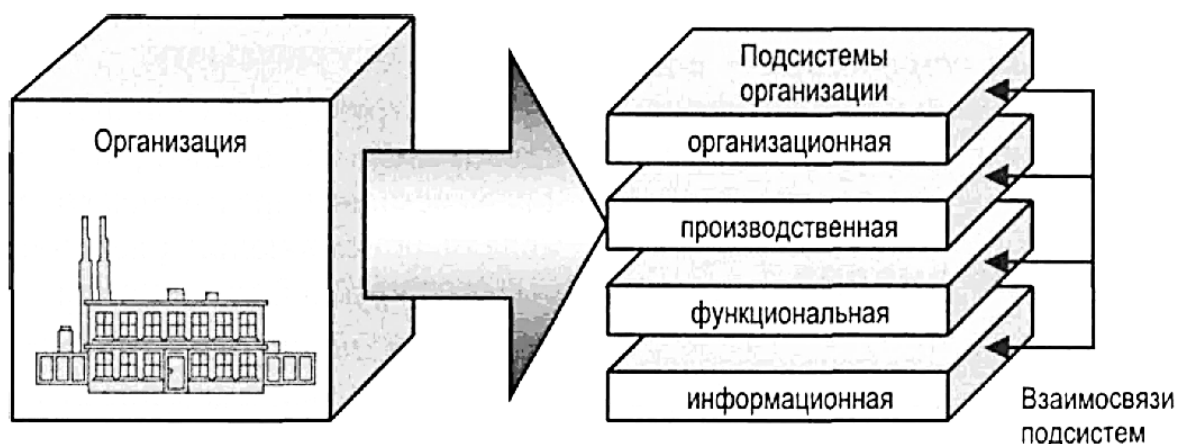 Организация
Подсистемы
организации
организационная
производственная
функциональная
информационная
Взаимосвязи
подсистем